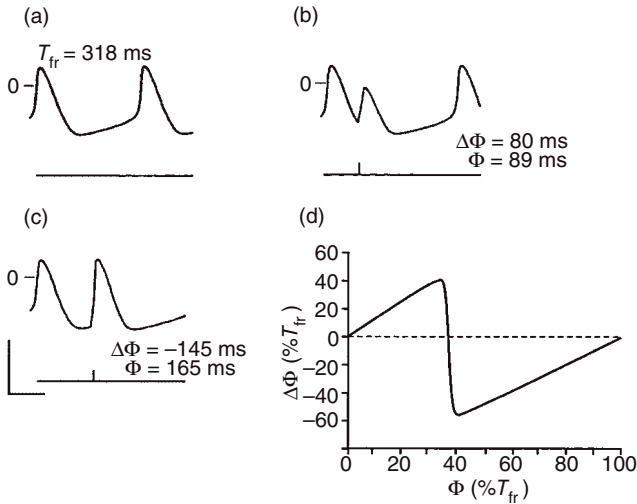 (a)
T_fr = 318 ms
0
(b)
0
ΔΦ = 80 ms
Φ = 89 ms
(c)
0
ΔΦ = –145 ms
Φ = 165 ms
(d)
60
40
20
0
–20
–40
–60
ΔΦ (%T_fr)
0 20 40 60 80 100
Φ (%T_fr)